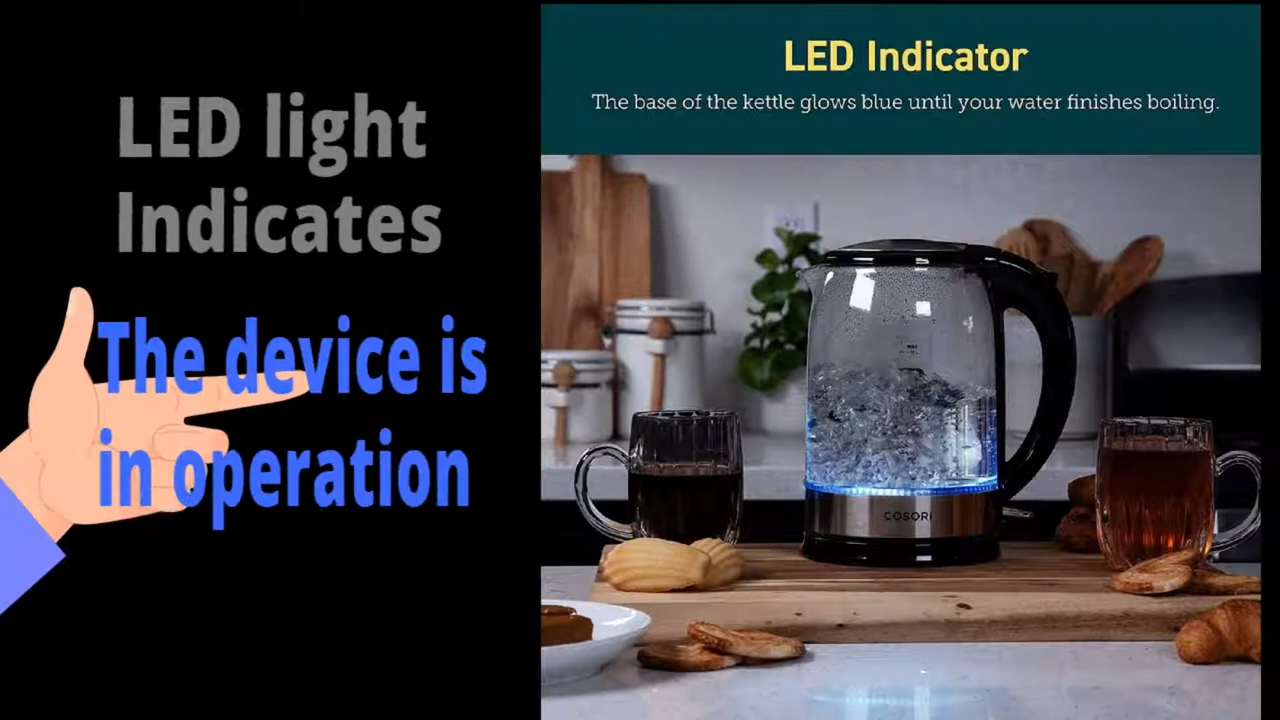 LED light
Indicates
The device is
in operation
LED Indicator
The base of the kettle glows blue until your water finishes boiling.
MAX
COSORI